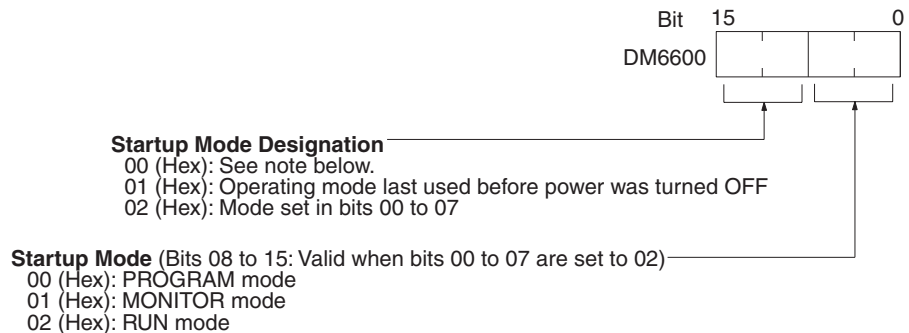 Bit 15 0
DM6600
Startup Mode Designation
00 (Hex): See note below.
01 (Hex): Operating mode last used before power was turned OFF
02 (Hex): Mode set in bits 00 to 07
Startup Mode (Bits 08 to 15: Valid when bits 00 to 07 are set to 02)
00 (Hex): PROGRAM mode
01 (Hex): MONITOR mode
02 (Hex): RUN mode